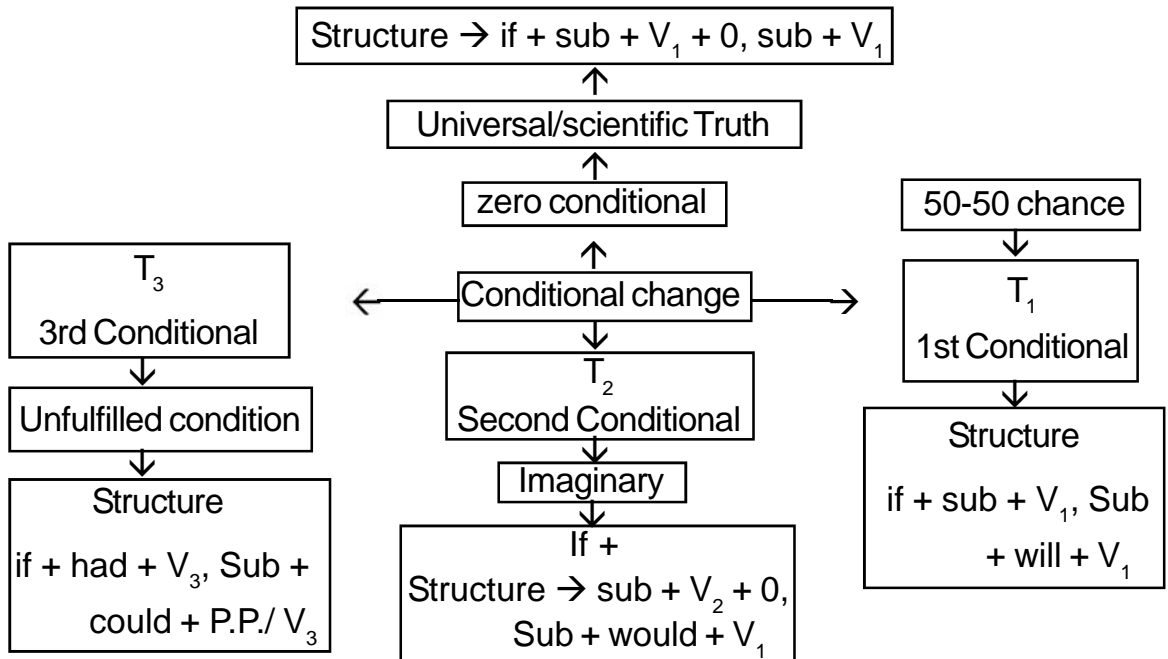 Structure → if + sub + V₁ + 0, sub + V₁
Universal/scientific Truth
zero conditional
50-50 chance
T₃
3rd Conditional
Conditional change
T₁
1st Conditional
T₂
Second Conditional
Unfulfilled condition
Imaginary
Structure
if + had + V₃, Sub +
could + P.P./ V₃
If +
Structure → sub + V₂ + 0,
Sub + would + V₁
Structure
if + sub + V₁, Sub
+ will + V₁